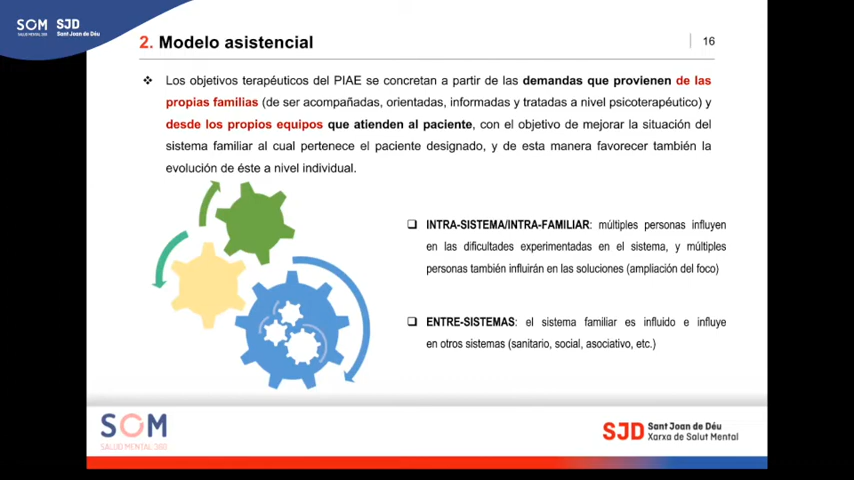 SOM
SALUD MENTAL 360
SJD
Sant Joan de Déu
2. Modelo asistencial
16
Los objetivos terapéuticos del PIAE se concretan a partir de las demandas que provienen de las
propias familias (de ser acompañadas, orientadas, informadas y tratadas a nivel psicoterapéutico) y
desde los propios equipos que atienden al paciente, con el objetivo de mejorar la situación del
sistema familiar al cual pertenece el paciente designado, y de esta manera favorecer también la
evolución de éste a nivel individual.
INTRA-SISTEMA/INTRA-FAMILIAR: múltiples personas influyen
en las dificultades experimentadas en el sistema, y múltiples
personas también influirán en las soluciones (ampliación del foco)
ENTRE-SISTEMAS: el sistema familiar es influido e influye
en otros sistemas (sanitario, social, asociativo, etc.)
SOM
SALUD MENTAL 360
SJD
Sant Joan de Déu
Xarxa de Salut Mental